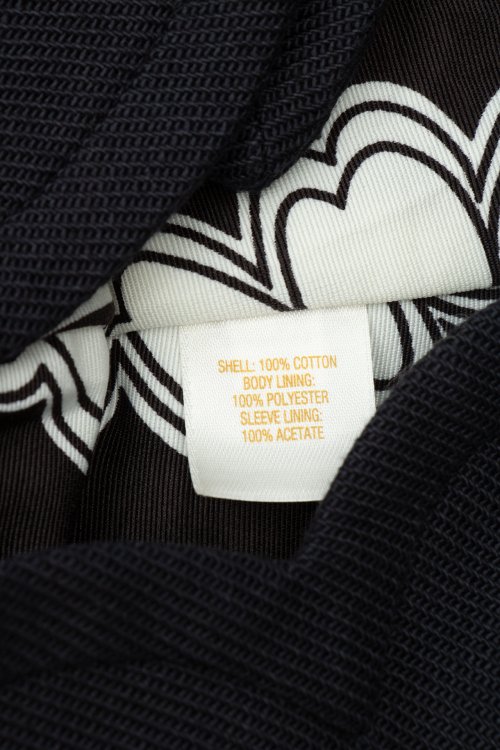 SHELL: 100% COTTON
BODY LINING:
100% POLYESTER
SLEEVE LINING:
100% ACETATE